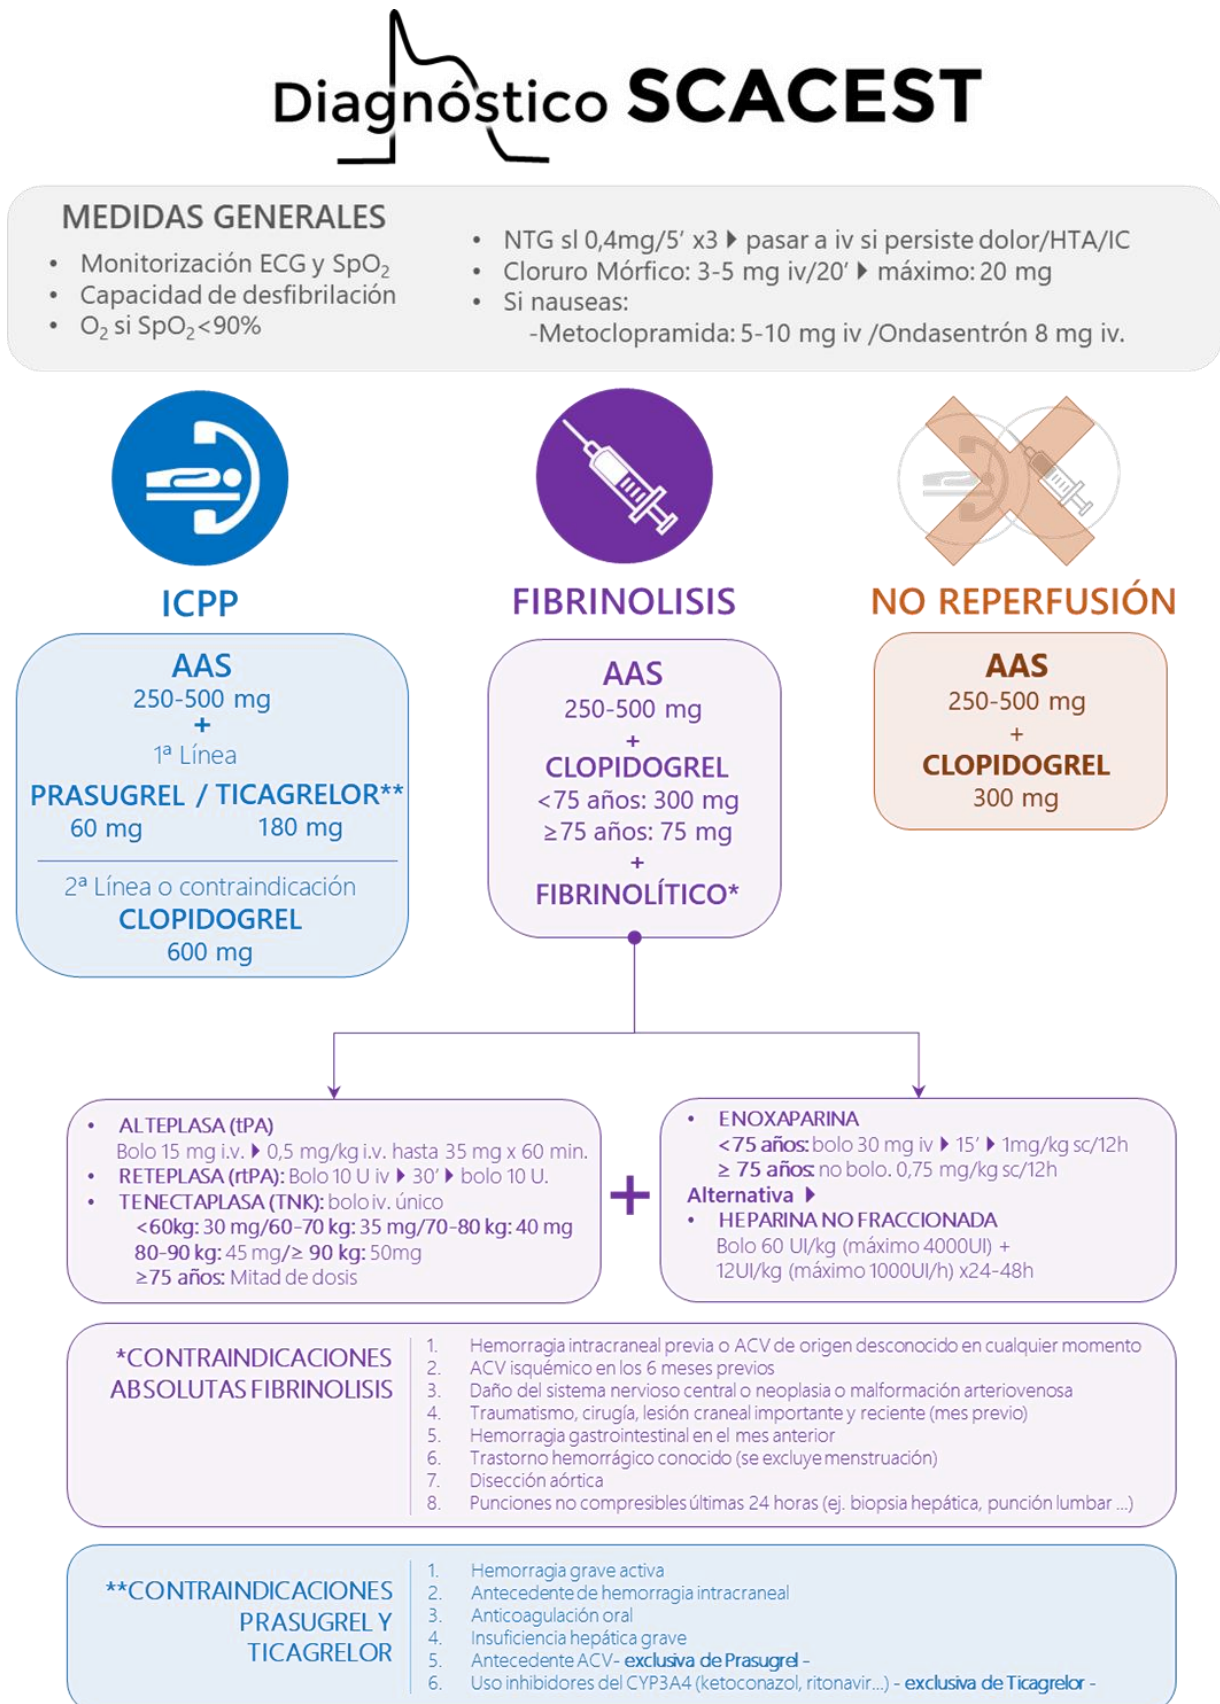 Diagnóstico SCACEST
MEDIDAS GENERALES
• Monitorización ECG y SpO₂
• Capacidad de desfibrilación
• O₂ si SpO₂<90%
• NTG sl 0,4mg/5' x3 ▶ pasar a iv si persiste dolor/HTA/IC
• Cloruro Mórfico: 3-5 mg iv/20' ▶ máximo: 20 mg
• Si nauseas:
-Metoclopramida: 5-10 mg iv /Ondasentrón 8 mg iv.
ICPP
AAS
250-500 mg
+
1ª Línea
PRASUGREL / TICAGRELOR**
60 mg 180 mg
2ª Línea o contraindicación
CLOPIDOGREL
600 mg
FIBRINOLISIS
AAS
250-500 mg
+
CLOPIDOGREL
<75 años: 300 mg
≥75 años: 75 mg
+
FIBRINOLÍTICO*
NO REPERFUSIÓN
AAS
250-500 mg
+
CLOPIDOGREL
300 mg
• ALTEPLASA (tPA)
Bolo 15 mg i.v. ▶ 0,5 mg/kg i.v. hasta 35 mg x 60 min.
• RETEPLASA (rtPA): Bolo 10 U iv ▶ 30' ▶ bolo 10 U.
• TENECTAPLASA (TNK): bolo iv. único
<60kg: 30 mg/60-70 kg: 35 mg/70-80 kg: 40 mg
80-90 kg: 45 mg/≥ 90 kg: 50mg
≥75 años: Mitad de dosis
+
• ENOXAPARINA
<75 años: bolo 30 mg iv ▶ 15' ▶ 1mg/kg sc/12h
≥ 75 años: no bolo. 0,75 mg/kg sc/12h
Alternativa ▶
• HEPARINA NO FRACCIONADA
Bolo 60 UI/kg (máximo 4000UI) +
12UI/kg (máximo 1000UI/h) x24-48h
*CONTRAINDICACIONES
ABSOLUTAS FIBRINOLISIS
1. Hemorragia intracraneal previa o ACV de origen desconocido en cualquier momento
2. ACV isquémico en los 6 meses previos
3. Daño del sistema nervioso central o neoplasia o malformación arteriovenosa
4. Traumatismo, cirugía, lesión craneal importante y reciente (mes previo)
5. Hemorragia gastrointestinal en el mes anterior
6. Trastorno hemorrágico conocido (se excluye menstruación)
7. Disección aórtica
8. Punciones no compresibles últimas 24 horas (ej. biopsia hepática, punción lumbar ...)
**CONTRAINDICACIONES
PRASUGREL Y
TICAGRELOR
1. Hemorragia grave activa
2. Antecedente de hemorragia intracraneal
3. Anticoagulación oral
4. Insuficiencia hepática grave
5. Antecedente ACV- exclusiva de Prasugrel -
6. Uso inhibidores del CYP3A4 (ketoconazol, ritonavir...) - exclusiva de Ticagrelor -